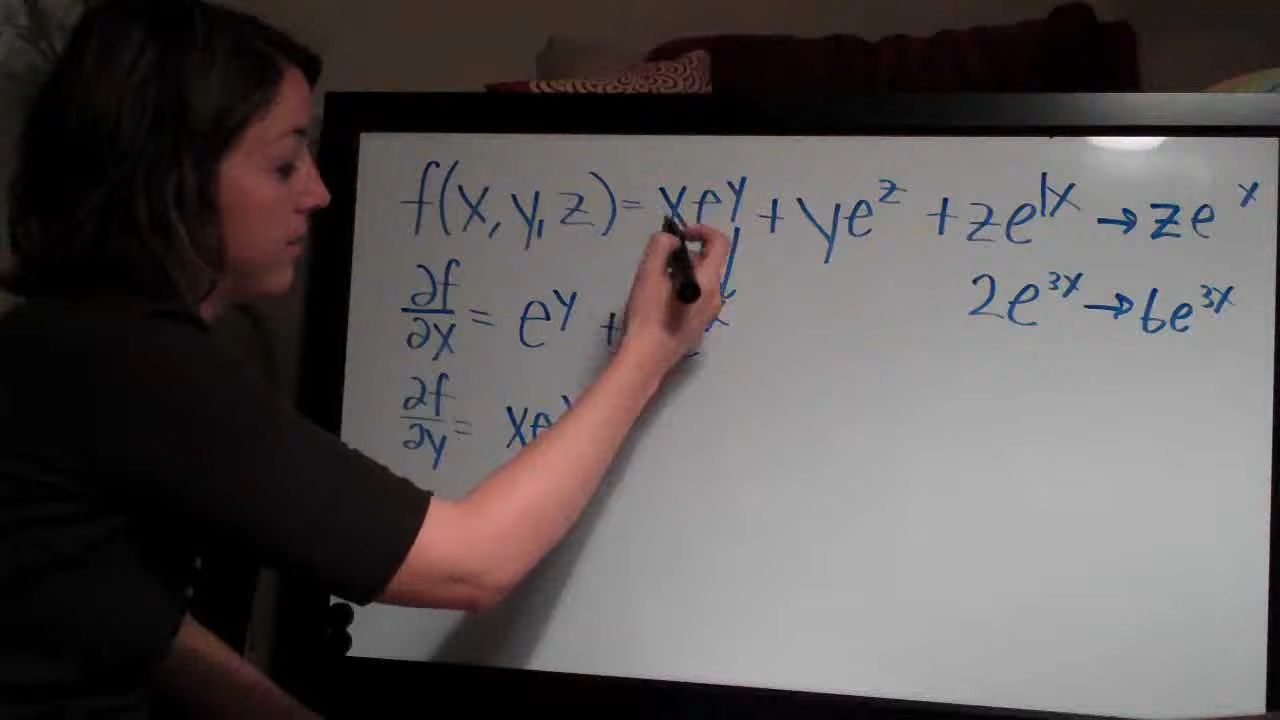 f(x, y, z) = xe^y + ye^z + ze^1x → ze^x
2e^3x → 6e^3x
∂f/∂x = e^y +
∂f/∂y = xe